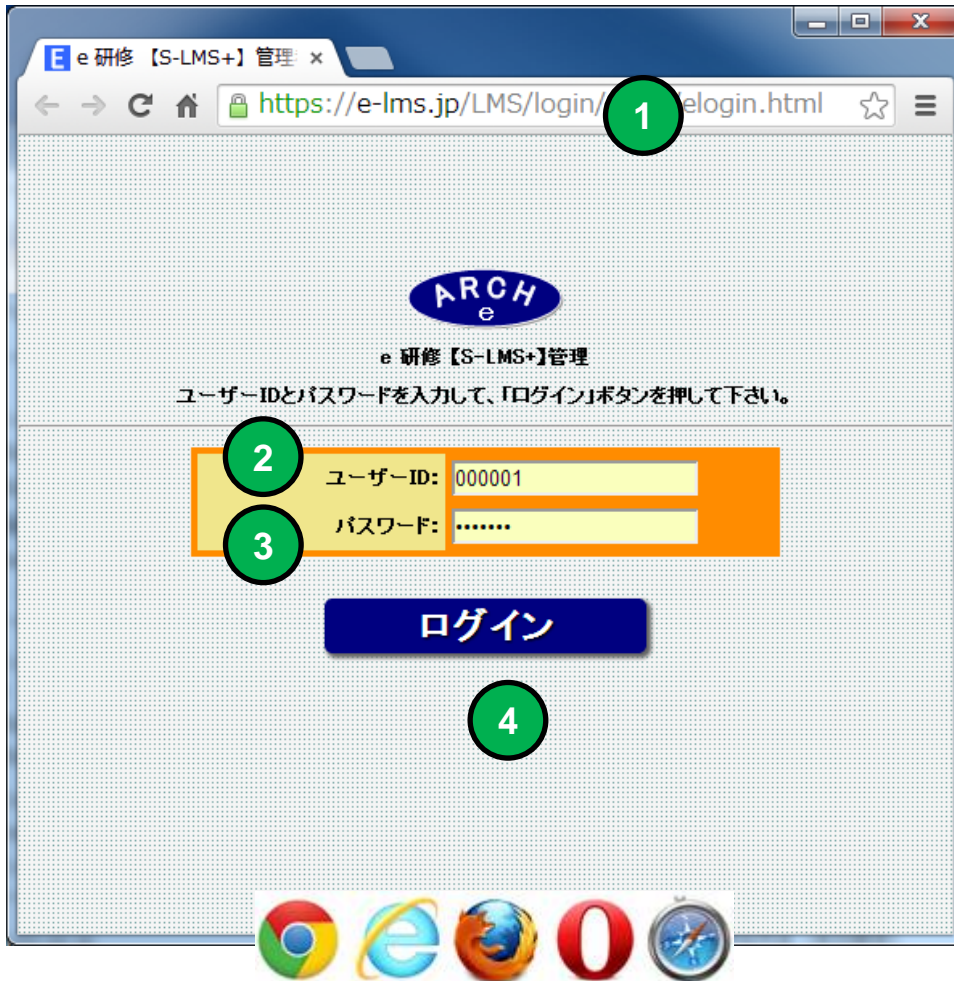 E e 研修 【S-LMS+】管理
https://e-lms.jp/LMS/login/ elogin.html
1
ARCH
e
e 研修【S-LMS+】管理
ユーザーIDとパスワードを入力して、「ログイン」ボタンを押して下さい。
2
ユーザーID: 000001
3
パスワード: •••••••
ログイン
4